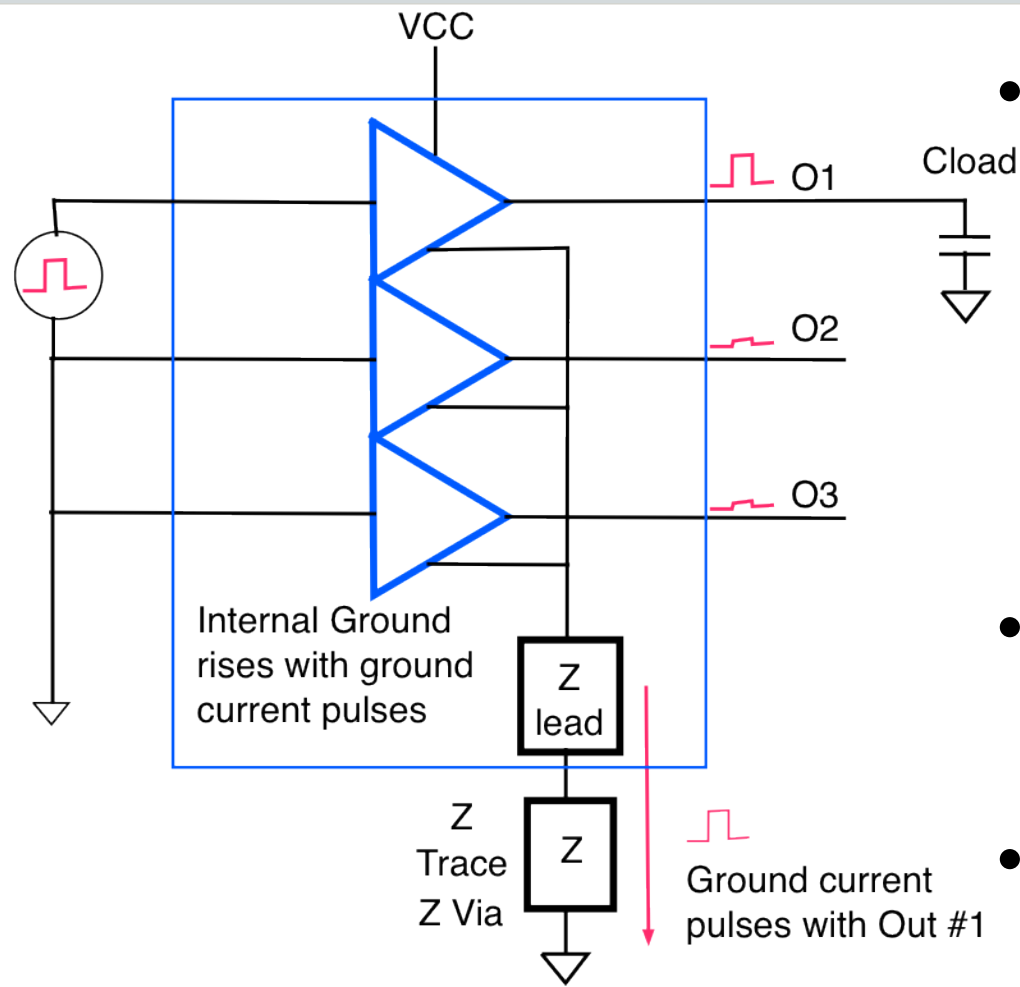 VCC
Cload
O1
O2
O3
Internal Ground
rises with ground
current pulses
Z
lead
Z
Trace
Z Via
Z
Ground current
pulses with Out #1